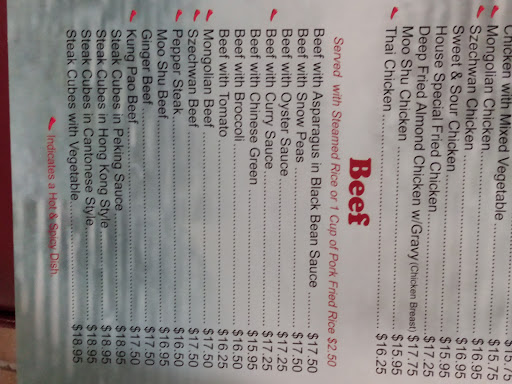 $15.75
Chicken with Mixed Vegetable $15.75
Mongolian Chicken $16.95
Szechwan Chicken $16.95
Sweet & Sour Chicken $15.95
House Special Fried Chicken $17.25
Deep Fried Almond Chicken w/Gravy (Chicken Breast) $17.75
Moo Shu Chicken $15.95
Thai Chicken $16.25
Beef
Served with Steamed Rice or 1 Cup of Pork Fried Rice $2.50
Beef with Asparagus in Black Bean Sauce $17.50
Beef with Snow Peas $17.50
Beef with Oyster Sauce $17.25
Beef with Curry Sauce $17.25
Beef with Chinese Green $15.95
Beef with Broccoli $16.50
Beef with Tomato $16.25
Mongolian Beef $17.50
Szechwan Beef $17.50
Pepper Steak $16.50
Moo Shu Beef $16.95
Ginger Beef $17.50
Kung Pao Beef $17.50
Steak Cubes in Peking Sauce $18.95
Steak Cubes in Hong Kong Style $18.95
Steak Cubes in Cantonese Style $18.95
Steak Cubes with Vegetable $18.95
Indicates a Hot & Spicy Dish